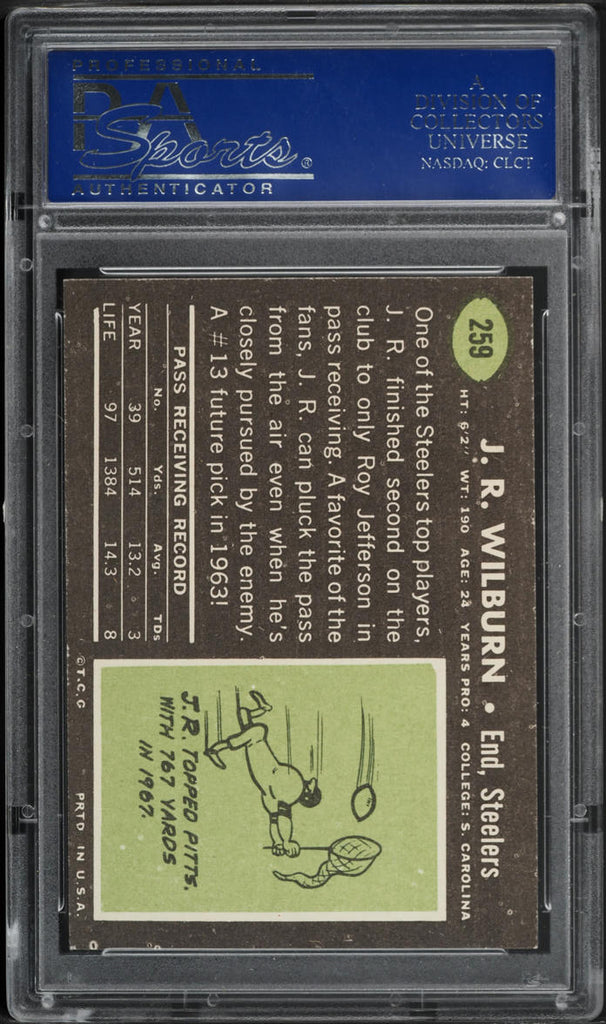 PROFESSIONAL
PSA
Sports®
AUTHENTICATOR
A
DIVISION OF
COLLECTORS
UNIVERSE
NASDAQ: CLCT
259
J. R. WILBURN • End, Steelers
HT: 6'2" WT: 190 AGE: 24 YEARS PRO: 4 COLLEGE: S. CAROLINA
One of the Steelers top players,
J. R. finished second on the
club to only Roy Jefferson in
pass receiving. A favorite of the
fans, J. R. can pluck the pass
from the air even when he's
closely pursued by the enemy.
A #13 future pick in 1963!
PASS RECEIVING RECORD
No. Yds. Avg. TDs
YEAR 39 514 13.2 3
LIFE 97 1384 14.3 8
J.R. TOPPED PITTS.
WITH 767 YARDS
IN 1967.
©T.C.G
PRTD. IN U.S.A.